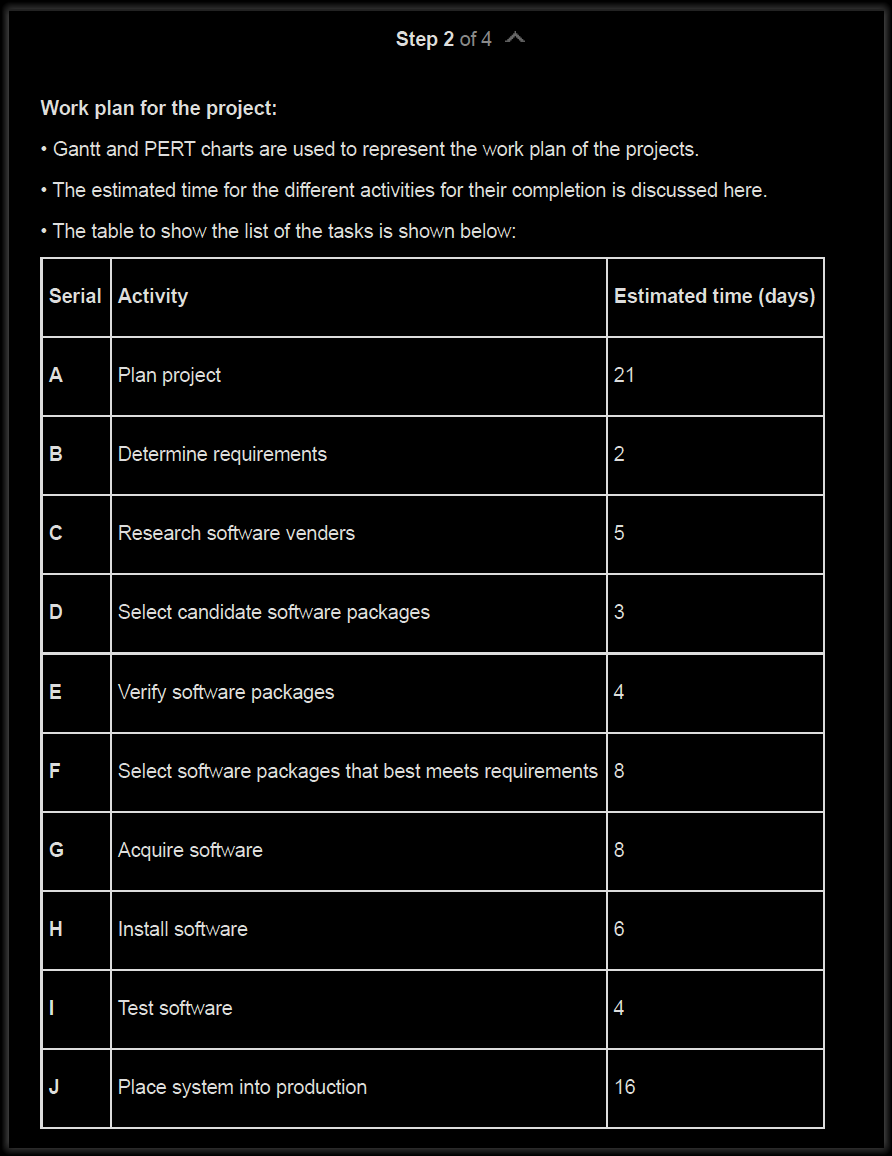 Step 2 of 4
Work plan for the project:
• Gantt and PERT charts are used to represent the work plan of the projects.
• The estimated time for the different activities for their completion is discussed here.
• The table to show the list of the tasks is shown below:
Serial Activity Estimated time (days)
A Plan project 21
B Determine requirements 2
C Research software venders 5
D Select candidate software packages 3
E Verify software packages 4
F Select software packages that best meets requirements 8
G Acquire software 8
H Install software 6
I Test software 4
J Place system into production 16